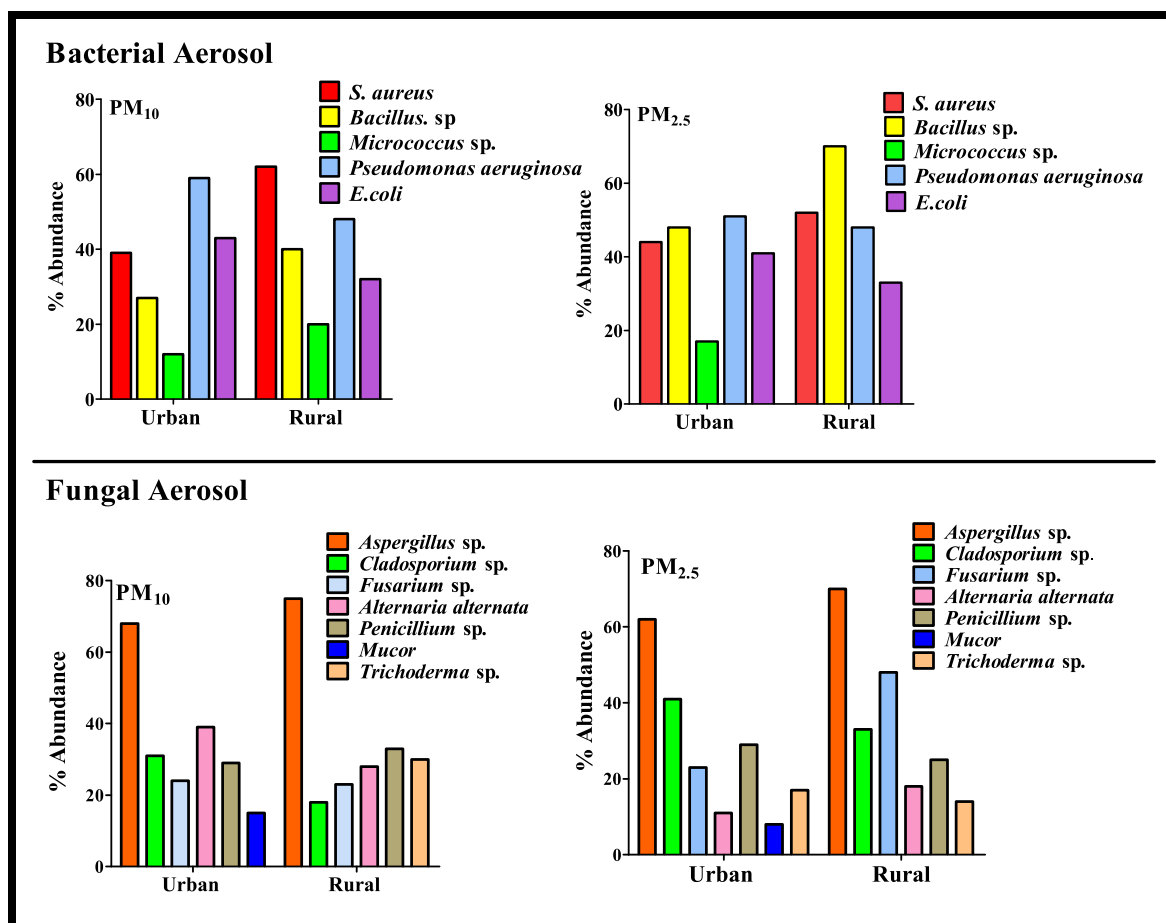 Bacterial Aerosol
PM10
% Abundance
80
60
40
20
0
Urban
Rural
S. aureus
Bacillus. sp
Micrococcus sp.
Pseudomonas aeruginosa
E.coli
PM2.5
% Abundance
80
60
40
20
0
Urban
Rural
S. aureus
Bacillus sp.
Micrococcus sp.
Pseudomonas aeruginosa
E.coli
Fungal Aerosol
PM10
% Abundance
80
60
40
20
0
Urban
Rural
Aspergillus sp.
Cladosporium sp.
Fusarium sp.
Alternaria alternata
Penicillium sp.
Mucor
Trichoderma sp.
PM2.5
% Abundance
80
60
40
20
0
Urban
Rural
Aspergillus sp.
Cladosporium sp.
Fusarium sp.
Alternaria alternata
Penicillium sp.
Mucor
Trichoderma sp.